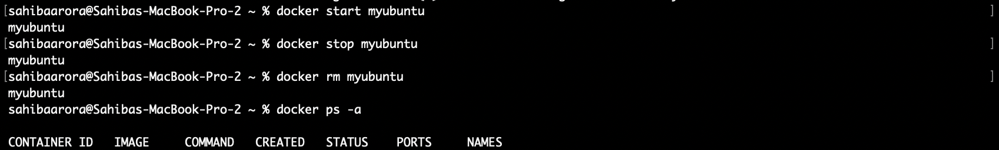 [sahibaarora@Sahibas-MacBook-Pro-2 ~ % docker start myubuntu ]
myubuntu
[sahibaarora@Sahibas-MacBook-Pro-2 ~ % docker stop myubuntu ]
myubuntu
[sahibaarora@Sahibas-MacBook-Pro-2 ~ % docker rm myubuntu ]
myubuntu
sahibaarora@Sahibas-MacBook-Pro-2 ~ % docker ps -a
CONTAINER ID IMAGE COMMAND CREATED STATUS PORTS NAMES